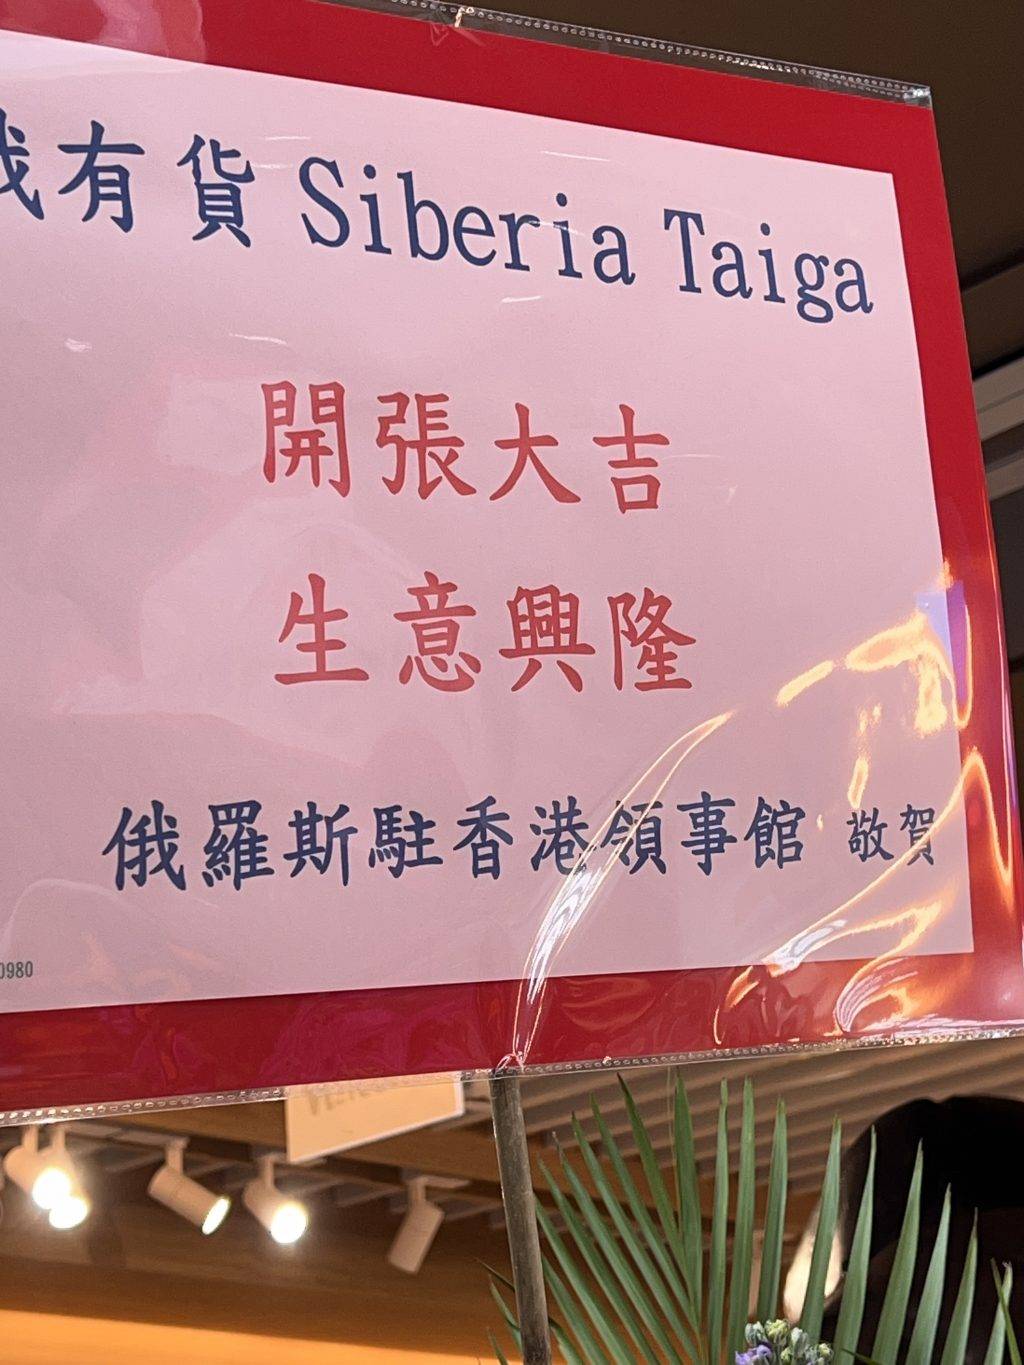 有貨 Siberia Taiga
開張大吉
生意興隆
俄羅斯駐香港領事館 敬賀
0980